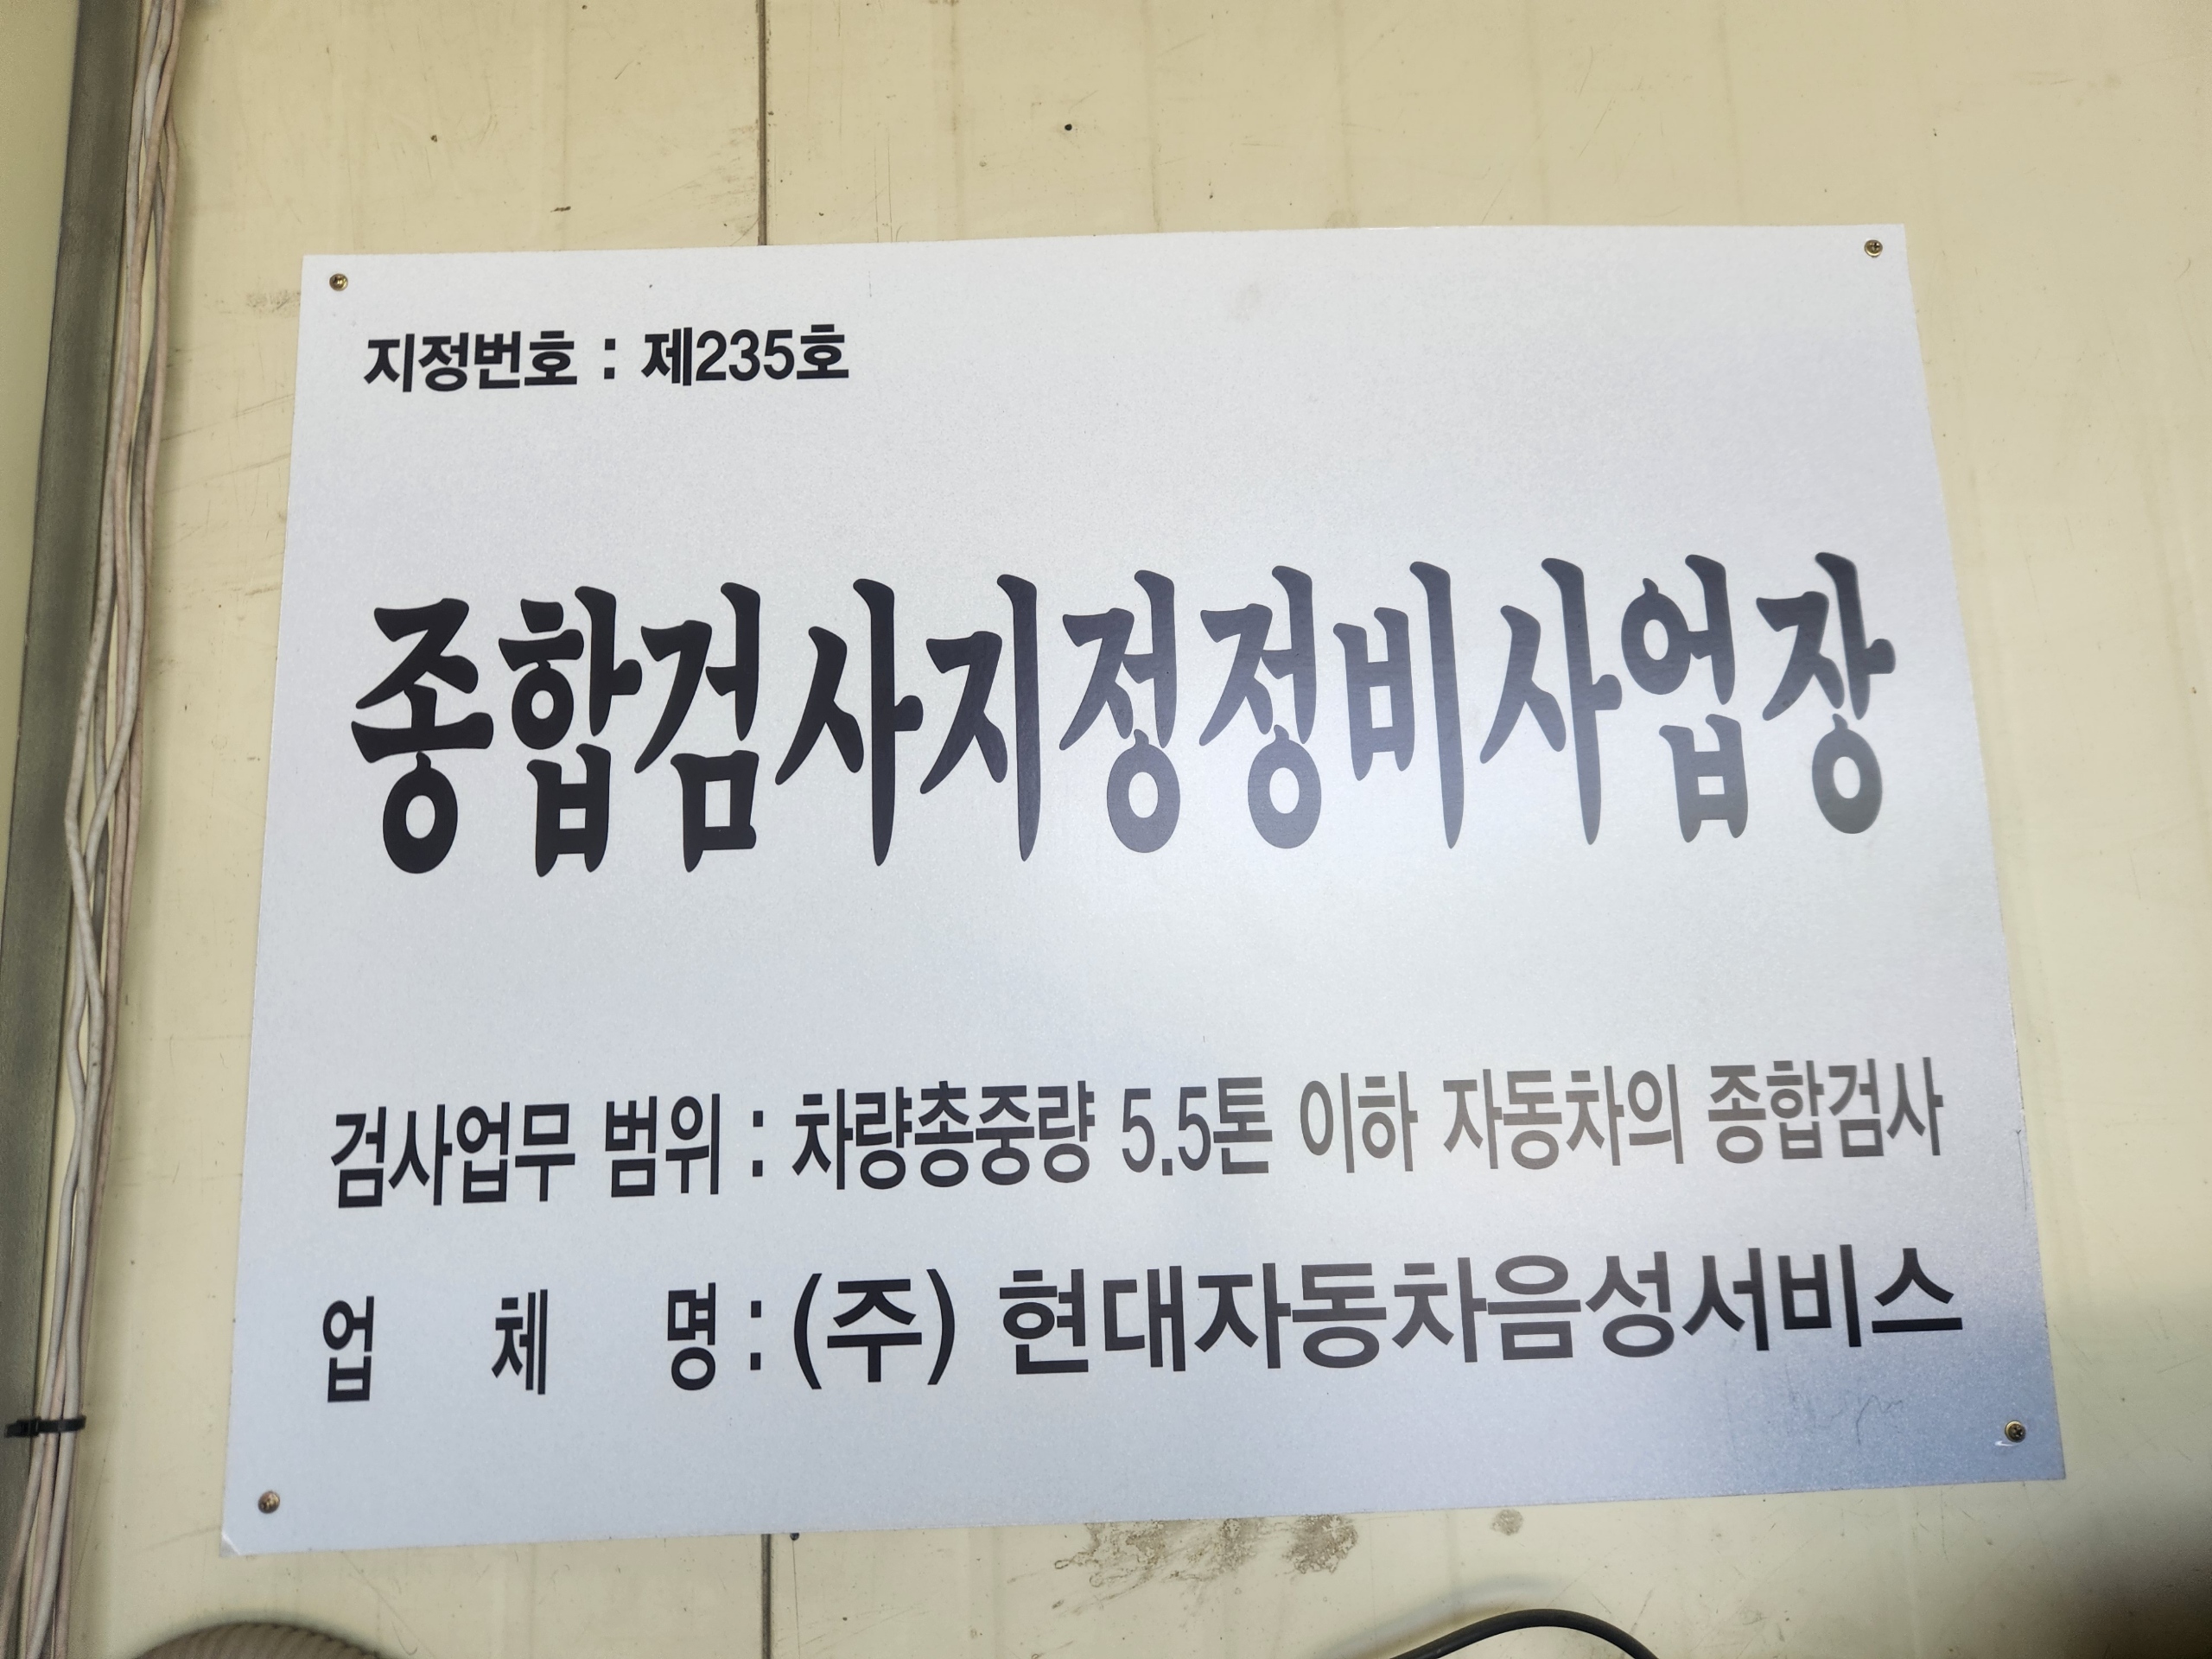 지정번호 : 제235호
종합검사지정정비사업장
검사업무 범위 : 차량총중량 5.5톤 이하 자동차의 종합검사
업 체 명 : (주) 현대자동차음성서비스